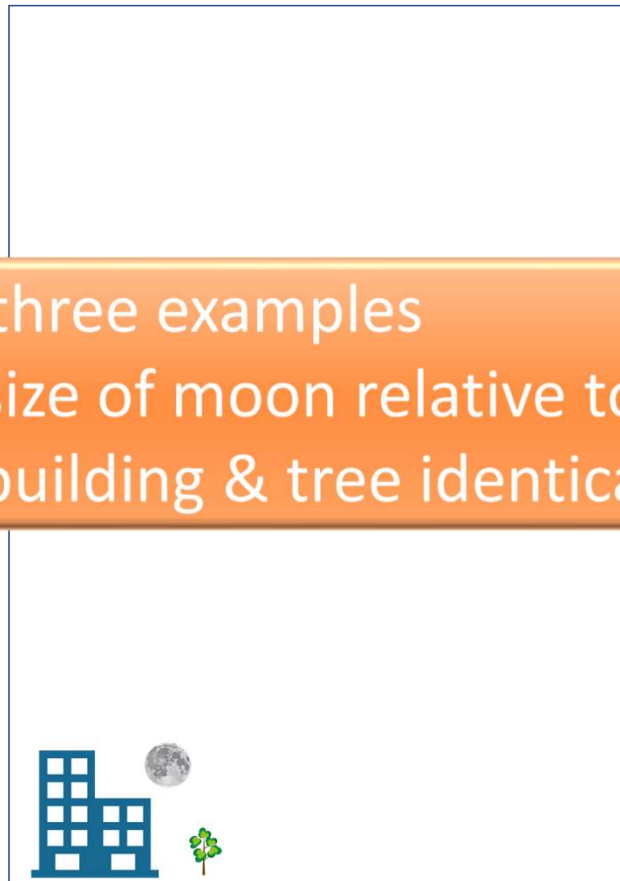 three examples
size of moon relative to
building & tree identica